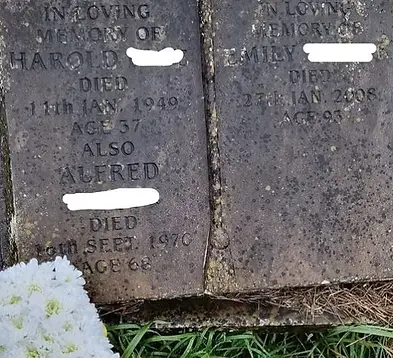 IN LOVING
MEMORY OF
HAROLD
DIED
11th JAN. 1949
AGE 37
ALSO
ALFRED
DIED
SEPT. 1970
AGE 68
IN LOVING
MEMORY OF
EMILY
DIED
27th JAN. 2008
AGE 93